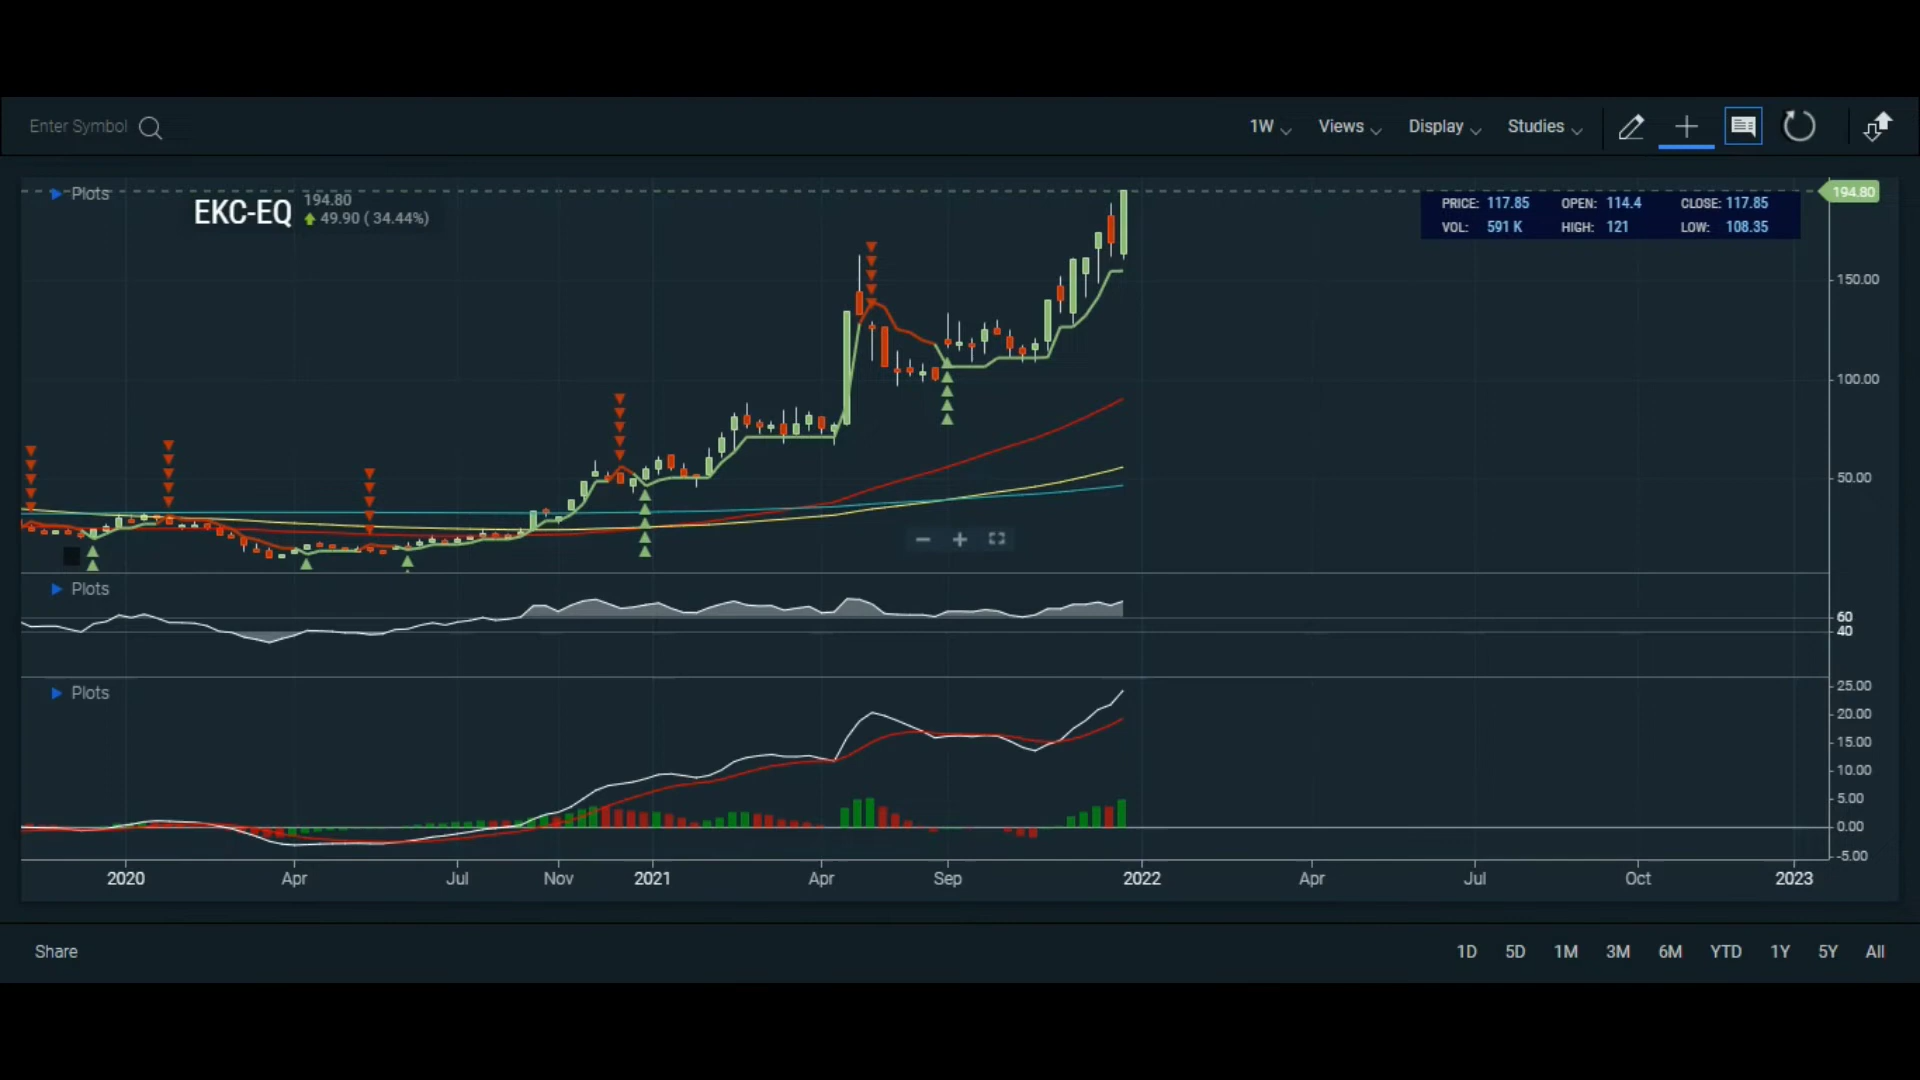 Enter Symbol
1W Views Display Studies
Plots
EKC-EQ 194.80
49.90 ( 34.44%)
PRICE: 117.85 OPEN: 114.4 CLOSE: 117.85
VOL: 591 K HIGH: 121 LOW: 108.35
194.80
150.00
100.00
50.00
Plots
60
40
Plots
25.00
20.00
15.00
10.00
5.00
0.00
-5.00
2020 Apr Jul Nov 2021 Apr Sep 2022 Apr Jul Oct 2023
Share 1D 5D 1M 3M 6M YTD 1Y 5Y All